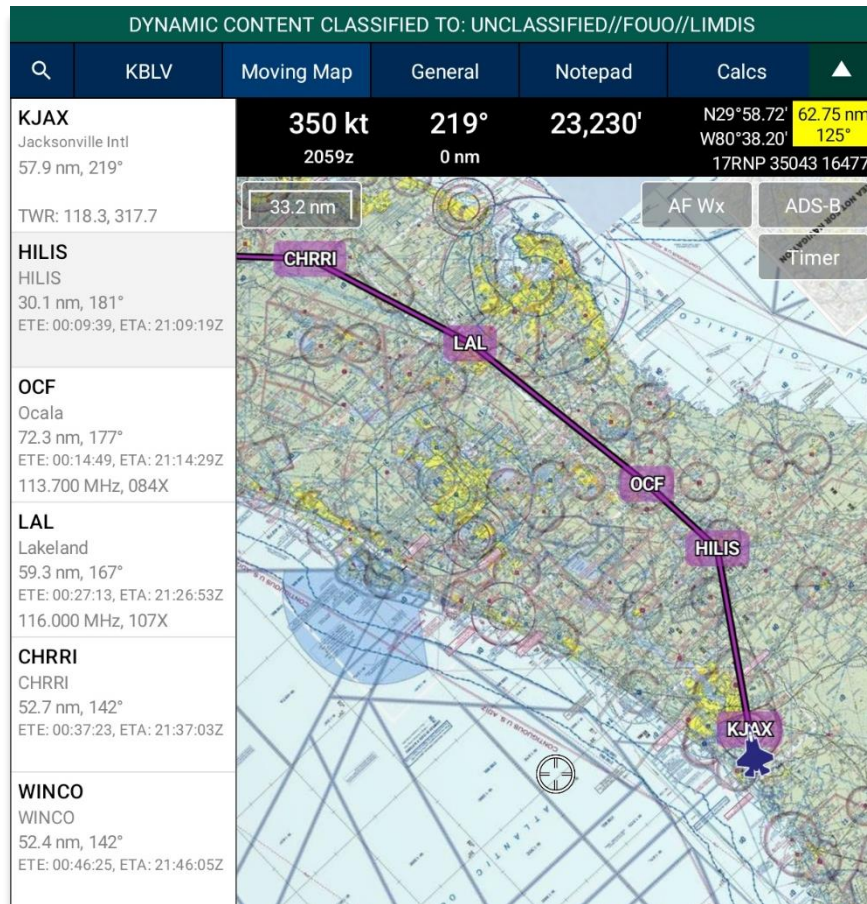 DYNAMIC CONTENT CLASSIFIED TO: UNCLASSIFIED//FOUO//LIMDIS
KBLV
Moving Map
General
Notepad
Calcs
KJAX
Jacksonville Intl
57.9 nm, 219°
TWR: 118.3, 317.7
HILIS
HILIS
30.1 nm, 181°
ETE: 00:09:39, ETA: 21:09:19Z
OCF
Ocala
72.3 nm, 177°
ETE: 00:14:49, ETA: 21:14:29Z
113.700 MHz, 084X
LAL
Lakeland
59.3 nm, 167°
ETE: 00:27:13, ETA: 21:26:53Z
116.000 MHz, 107X
CHRRI
CHRRI
52.7 nm, 142°
ETE: 00:37:23, ETA: 21:37:03Z
WINCO
WINCO
52.4 nm, 142°
ETE: 00:46:25, ETA: 21:46:05Z
350 kt
2059z
219°
0 nm
23,230'
N29°58.72'
W80°38.20'
62.75 nm
125°
17RNP 35043 16477
33.2 nm
AF Wx
ADS-B
Timer
CHRRI
LAL
OCF
HILIS
KJAX